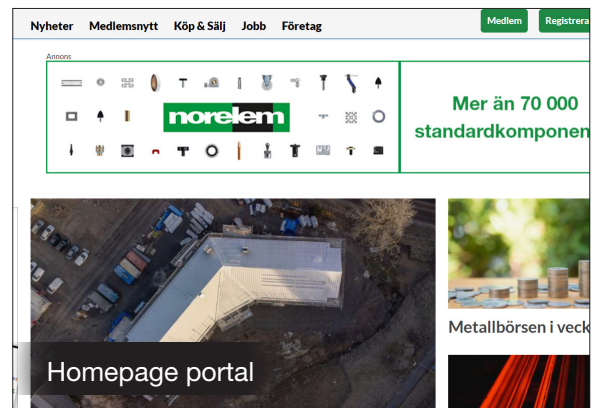 Nyheter Medlemsnytt Köp & Sälj Jobb Företag Medlem Registrera
Annons
norelem
Mer än 70 000
standardkomponen
Metallbörsen i veck
Homepage portal